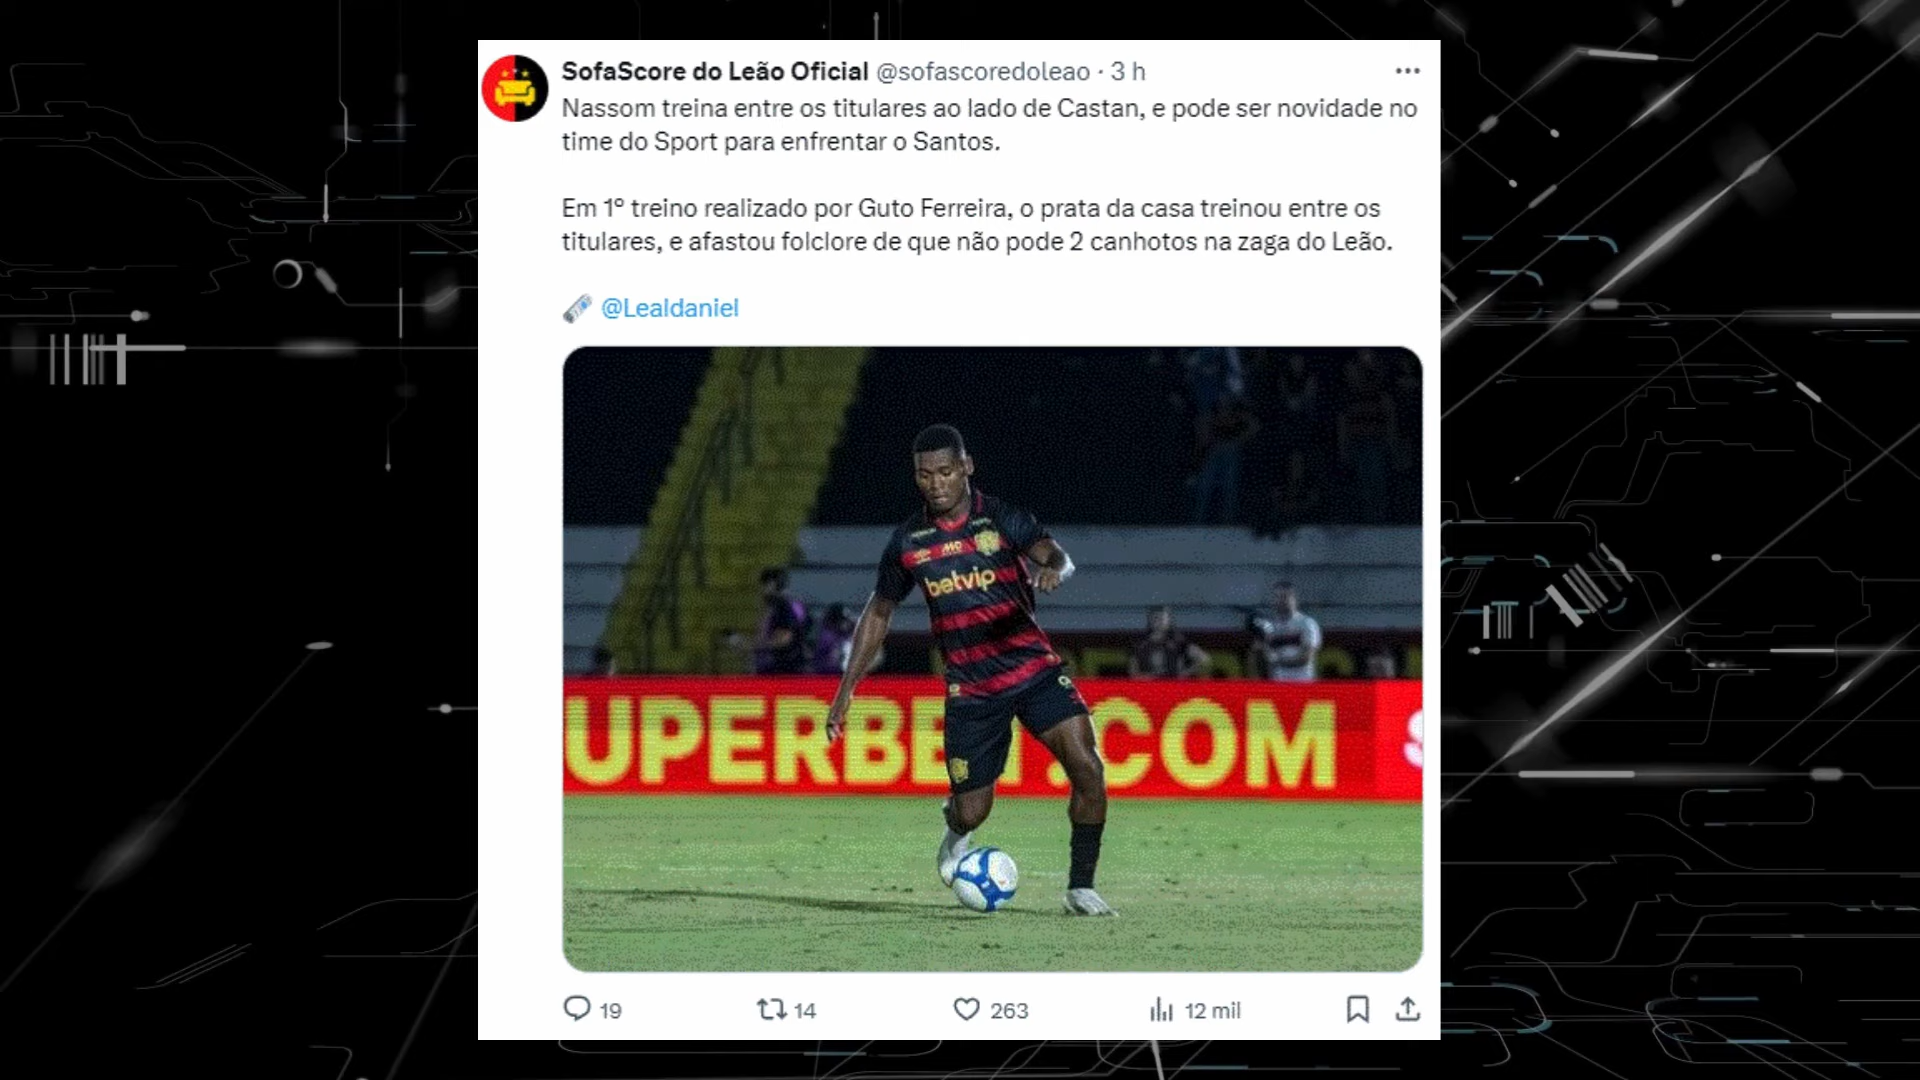 SofaScore do Leão Oficial @sofascoredoleao · 3 h
Nassom treina entre os titulares ao lado de Castan, e pode ser novidade no
time do Sport para enfrentar o Santos.
Em 1º treino realizado por Guto Ferreira, o prata da casa treinou entre os
titulares, e afastou folclore de que não pode 2 canhotos na zaga do Leão.
@Lealdaniel
MO
betvip
UPERBE .COM
19 14 263 12 mil